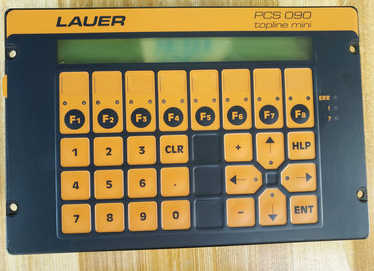 LAUER PCS 090
topline mini
ERR
!
?
F1 F2 F3 F4 F5 F6 F7 F8
1 2 3 CLR + HLP
4 5 6 .
7 8 9 0 - ENT